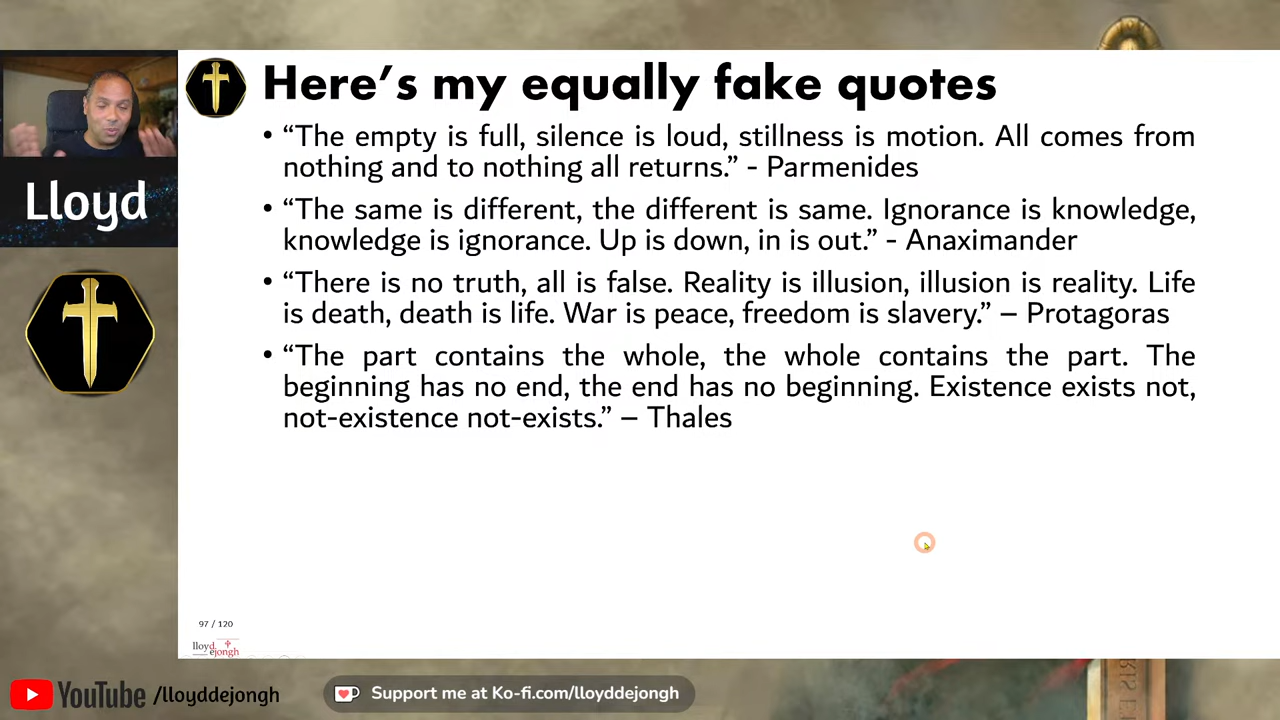 Here's my equally fake quotes
• “The empty is full, silence is loud, stillness is motion. All comes from
nothing and to nothing all returns.” - Parmenides
• “The same is different, the different is same. Ignorance is knowledge,
knowledge is ignorance. Up is down, in is out.” - Anaximander
• “There is no truth, all is false. Reality is illusion, illusion is reality. Life
is death, death is life. War is peace, freedom is slavery.” – Protagoras
• “The part contains the whole, the whole contains the part. The
beginning has no end, the end has no beginning. Existence exists not,
not-existence not-exists.” – Thales
Lloyd
97 / 120
lloyd
ejongh
YouTube /lloyddejongh
Support me at Ko-fi.com/lloyddejongh